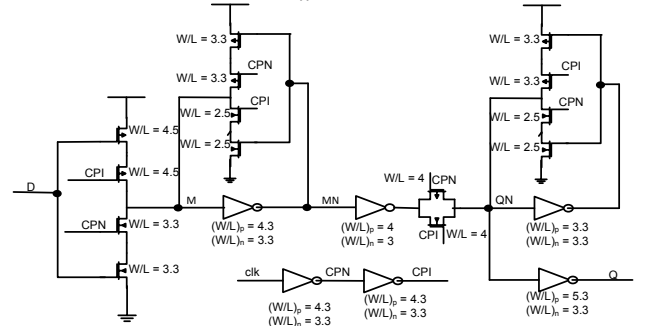 W/L = 3.3
W/L = 3.3
CPN
CPI
W/L = 2.5
W/L = 2.5
W/L = 4.5
CPI
W/L = 4.5
D
CPN
W/L = 3.3
W/L = 3.3
M
(W/L)p = 4.3
(W/L)n = 3.3
MN
(W/L)p = 4
(W/L)n = 3
W/L = 4
CPN
CPI
W/L = 4
W/L = 3.3
CPI
W/L = 3.3
CPN
W/L = 2.5
W/L = 2.5
QN
(W/L)p = 3.3
(W/L)n = 3.3
Q
(W/L)p = 5.3
(W/L)n = 3.3
clk
CPN
CPI
(W/L)p = 4.3
(W/L)n = 3.3
(W/L)p = 4.3
(W/L)n = 3.3